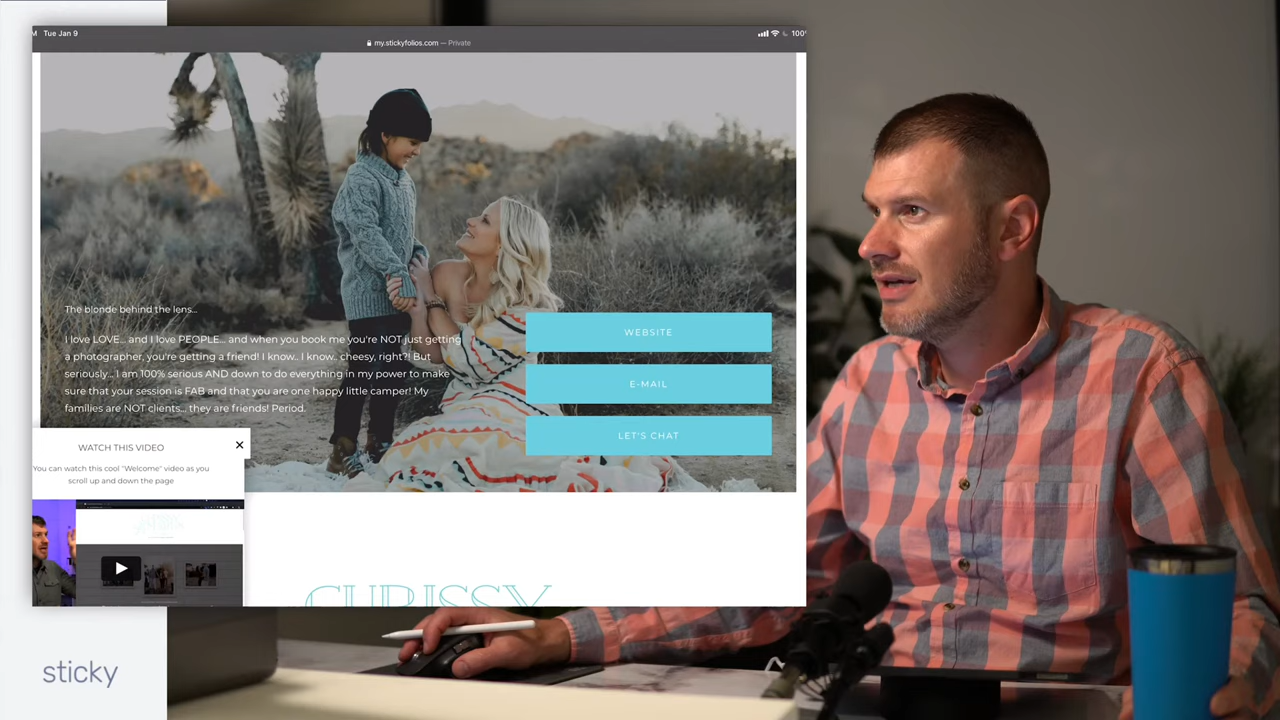 M Tue Jan 9
my.stickyfolios.com — Private
100%
The blonde behind the lens...
I love LOVE... and I love PEOPLE... and when you book me you're NOT just getting
a photographer, you're getting a friend! I know.. I know.. cheesy, right?! But
seriously... I am 100% serious AND down to do everything in my power to make
sure that your session is FAB and that you are one happy little camper! My
families are NOT clients... they are friends! Period.
WEBSITE
E-MAIL
LET'S CHAT
WATCH THIS VIDEO
You can watch this cool "Welcome" video as you
scroll up and down the page
CHRISSY
sticky